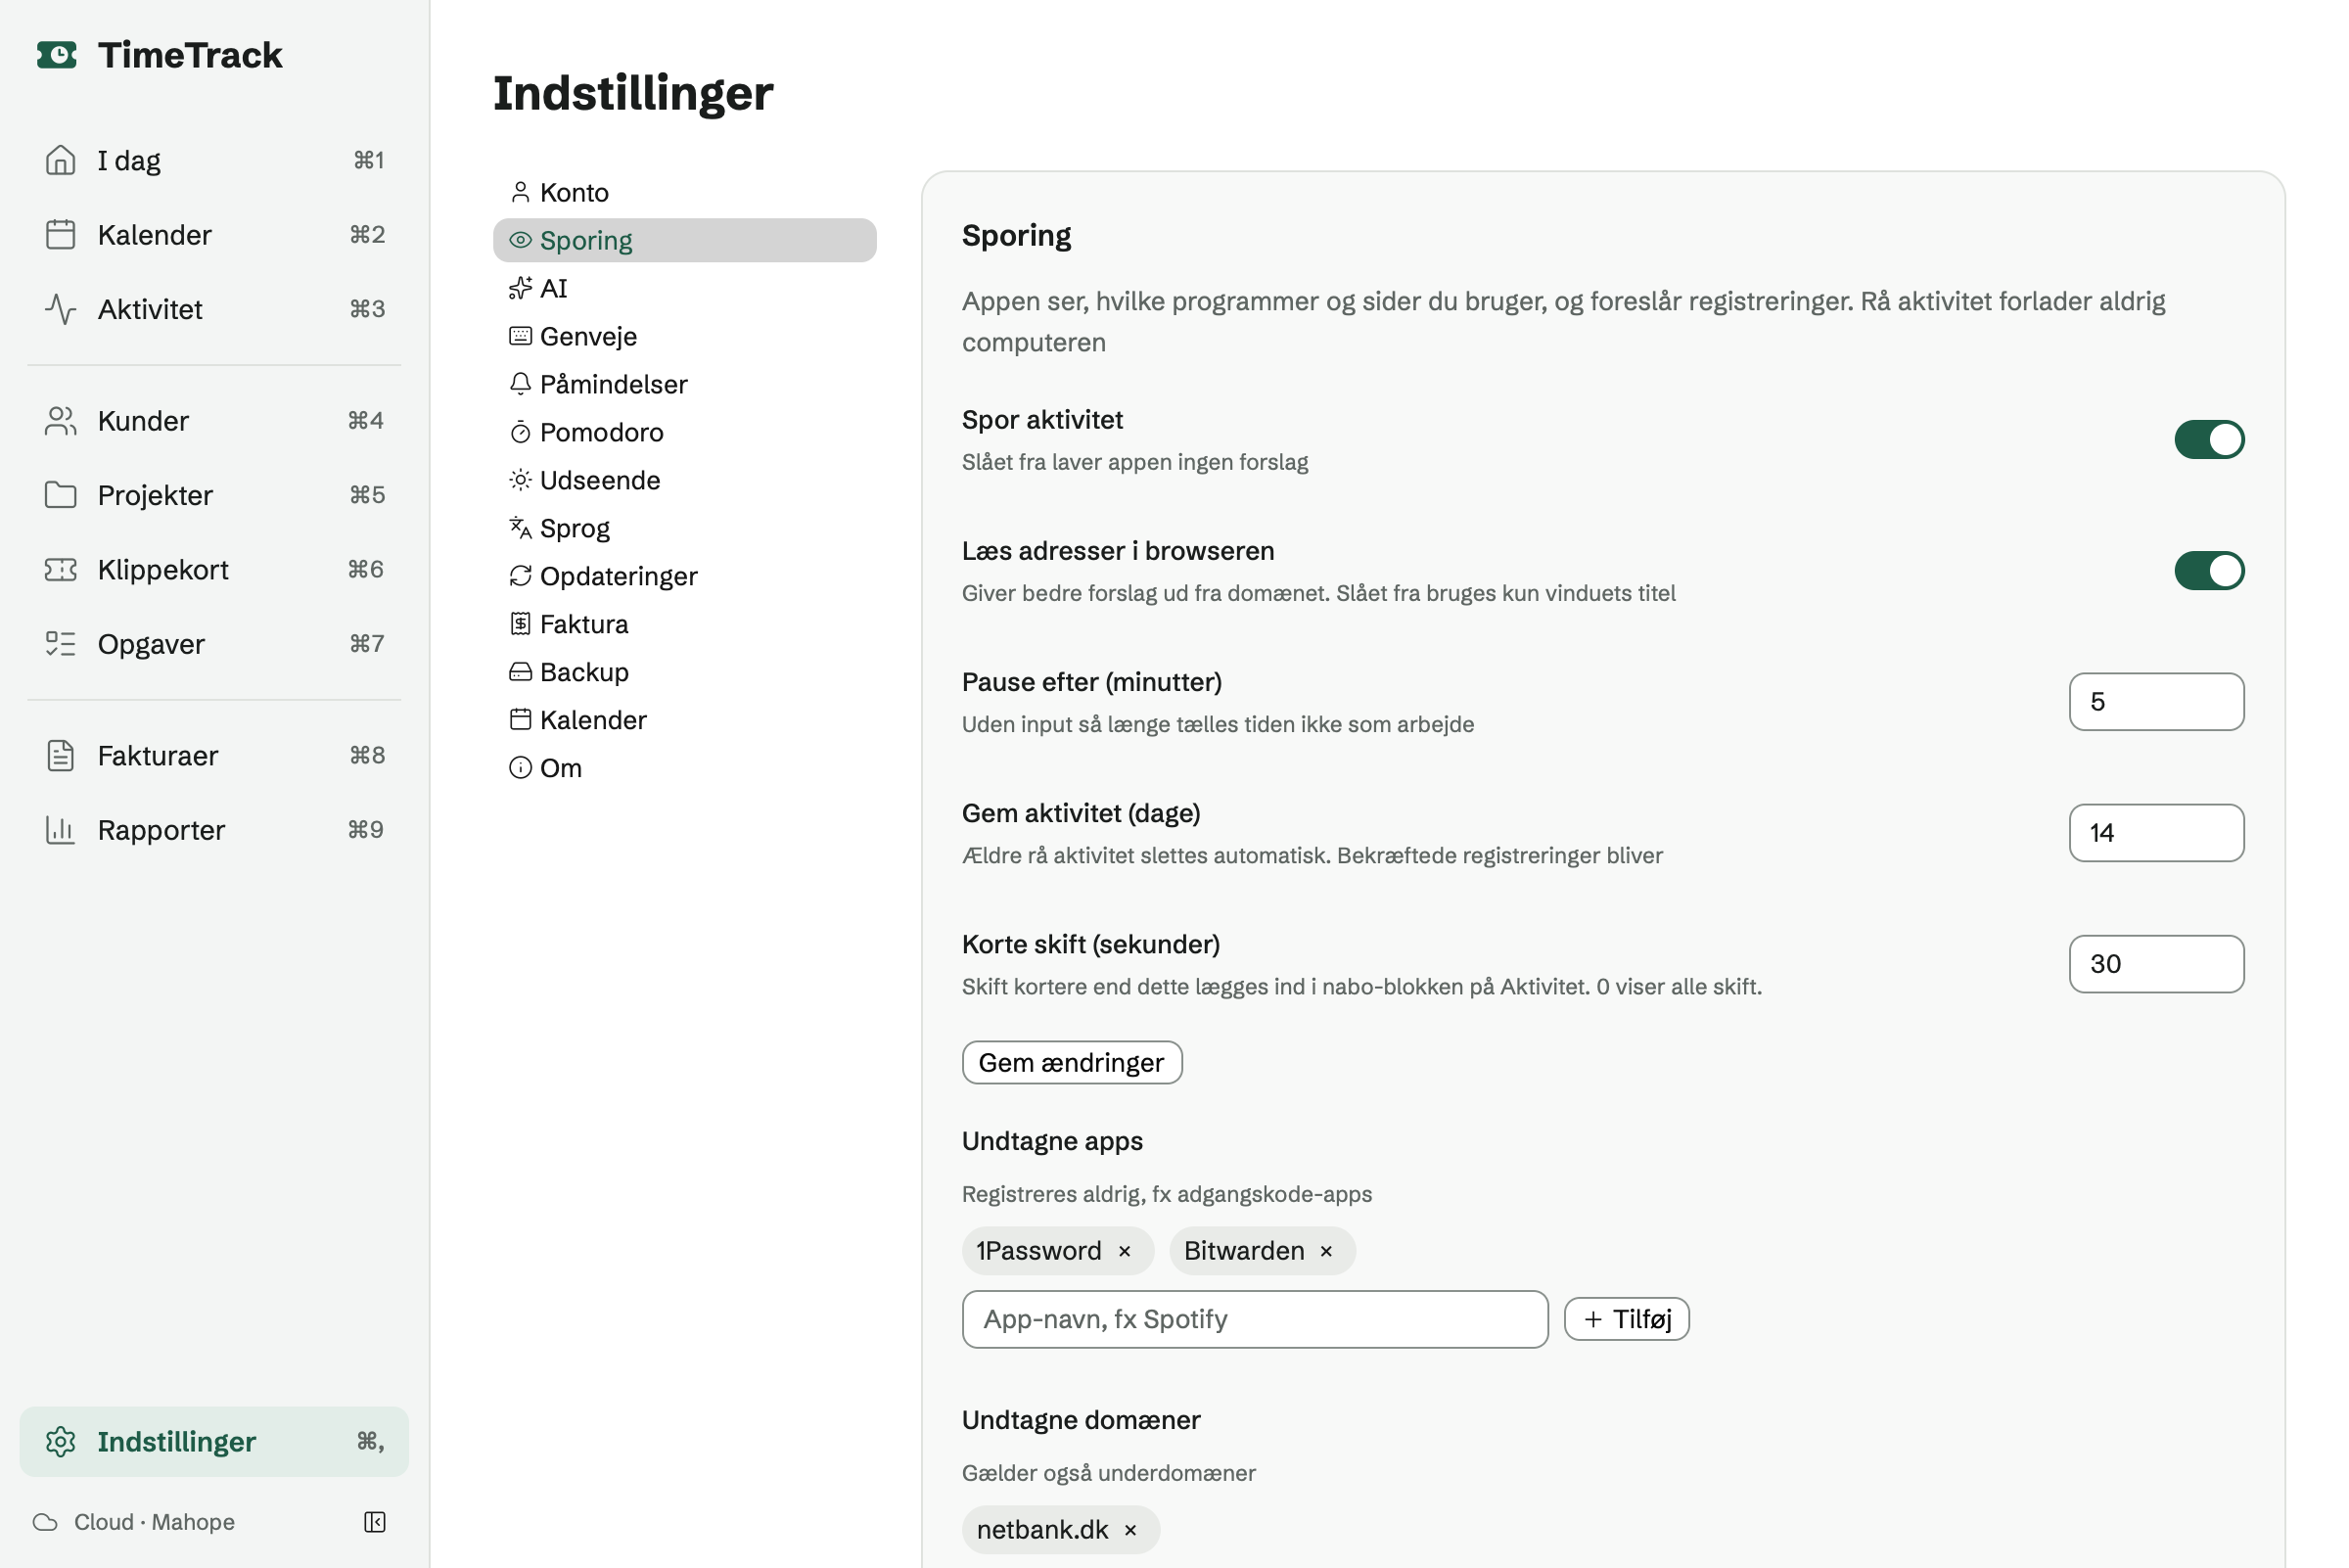 TimeTrack
I dag ⌘1
Kalender ⌘2
Aktivitet ⌘3
Kunder ⌘4
Projekter ⌘5
Klippekort ⌘6
Opgaver ⌘7
Fakturaer ⌘8
Rapporter ⌘9
Indstillinger ⌘,
Cloud · Mahope
Indstillinger
Konto
Sporing
AI
Genveje
Påmindelser
Pomodoro
Udseende
Sprog
Opdateringer
Faktura
Backup
Kalender
Om
Sporing
Appen ser, hvilke programmer og sider du bruger, og foreslår registreringer. Rå aktivitet forlader aldrig
computeren
Spor aktivitet
Slået fra laver appen ingen forslag
Læs adresser i browseren
Giver bedre forslag ud fra domænet. Slået fra bruges kun vinduets titel
Pause efter (minutter)
Uden input så længe tælles tiden ikke som arbejde
5
Gem aktivitet (dage)
Ældre rå aktivitet slettes automatisk. Bekræftede registreringer bliver
14
Korte skift (sekunder)
Skift kortere end dette lægges ind i nabo-blokken på Aktivitet. 0 viser alle skift.
30
Gem ændringer
Undtagne apps
Registreres aldrig, fx adgangskode-apps
1Password × Bitwarden ×
App-navn, fx Spotify + Tilføj
Undtagne domæner
Gælder også underdomæner
netbank.dk ×